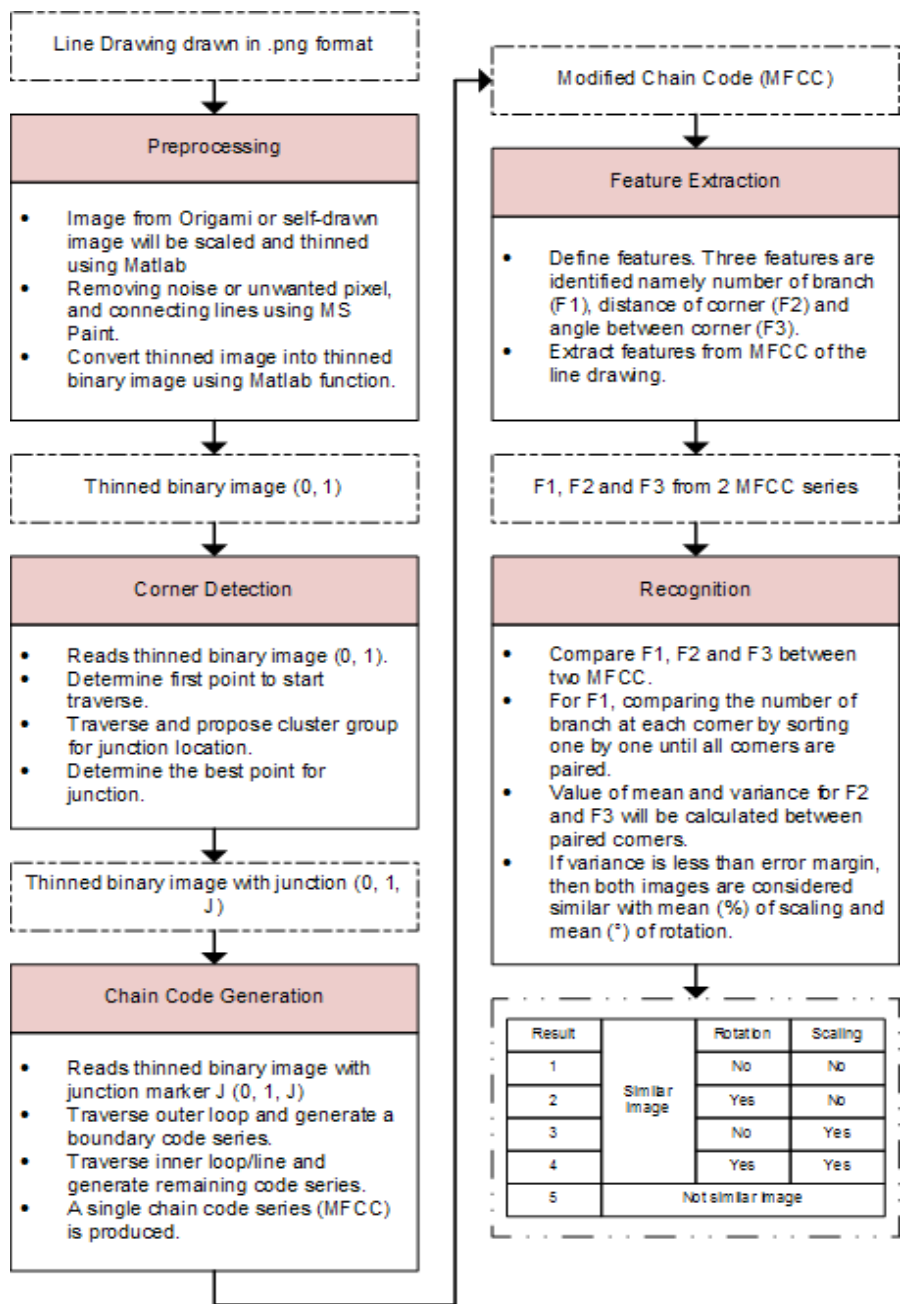 Line Drawing drawn in .png format
Preprocessing
• Image from Origami or self-drawn
image will be scaled and thinned
using Matlab
• Removing noise or unwanted pixel,
and connecting lines using MS
Paint.
• Convert thinned image into thinned
binary image using Matlab function.
Thinned binary image (0, 1)
Corner Detection
• Reads thinned binary image (0, 1).
• Determine first point to start
traverse.
• Traverse and propose cluster group
for junction location.
• Determine the best point for
junction.
Thinned binary image with junction (0, 1,
J)
Chain Code Generation
• Reads thinned binary image with
junction marker J (0, 1, J)
• Traverse outer loop and generate a
boundary code series.
• Traverse inner loop/line and
generate remaining code series.
• A single chain code series (MFCC)
is produced.
Modified Chain Code (MFCC)
Feature Extraction
• Define features. Three features are
identified namely number of branch
(F1), distance of corner (F2) and
angle between corner (F3).
• Extract features from MFCC of the
line drawing.
F1, F2 and F3 from 2 MFCC series
Recognition
• Compare F1, F2 and F3 between
two MFCC.
• For F1, comparing the number of
branch at each corner by sorting
one by one until all corners are
paired.
• Value of mean and variance for F2
and F3 will be calculated between
paired corners.
• If variance is less than error margin,
then both images are considered
similar with mean (%) of scaling and
mean (°) of rotation.
Result Rotation Scaling
1 No No
Similar
Image
2 Yes No
3 No Yes
4 Yes Yes
5 Not similar image